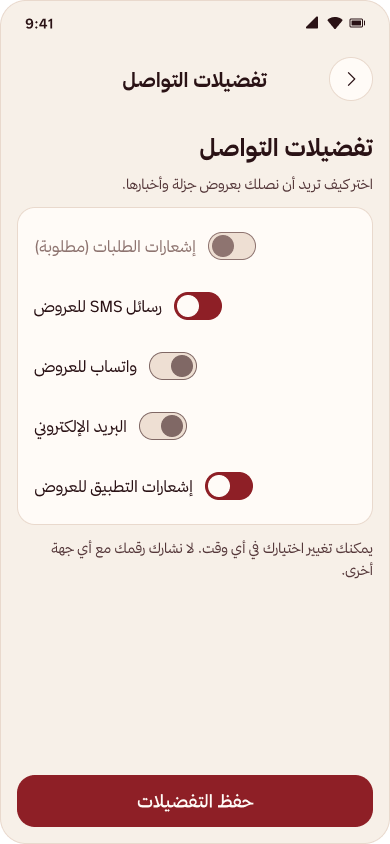 9:41
تفضيلات التواصل
تفضيلات التواصل
اختر كيف تريد أن نصلك بعروض جزلة وأخبارها.
إشعارات الطلبات (مطلوبة)
رسائل SMS للعروض
واتساب للعروض
البريد الإلكتروني
إشعارات التطبيق للعروض
يمكنك تغيير اختيارك في أي وقت. لا نشارك رقمك مع أي جهة
أخرى.
حفظ التفضيلات